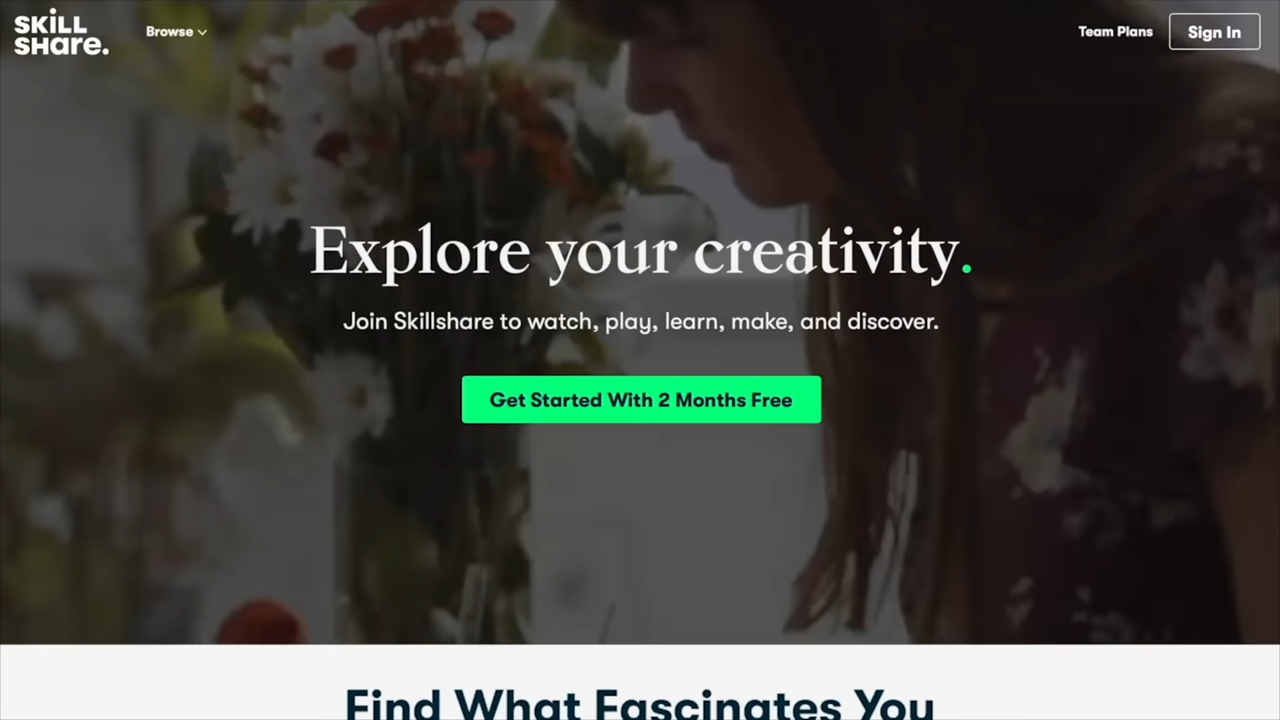 SKiLL
SHare.
Browse
Team Plans
Sign In
Explore your creativity.
Join Skillshare to watch, play, learn, make, and discover.
Get Started With 2 Months Free
Find What Fascinates You